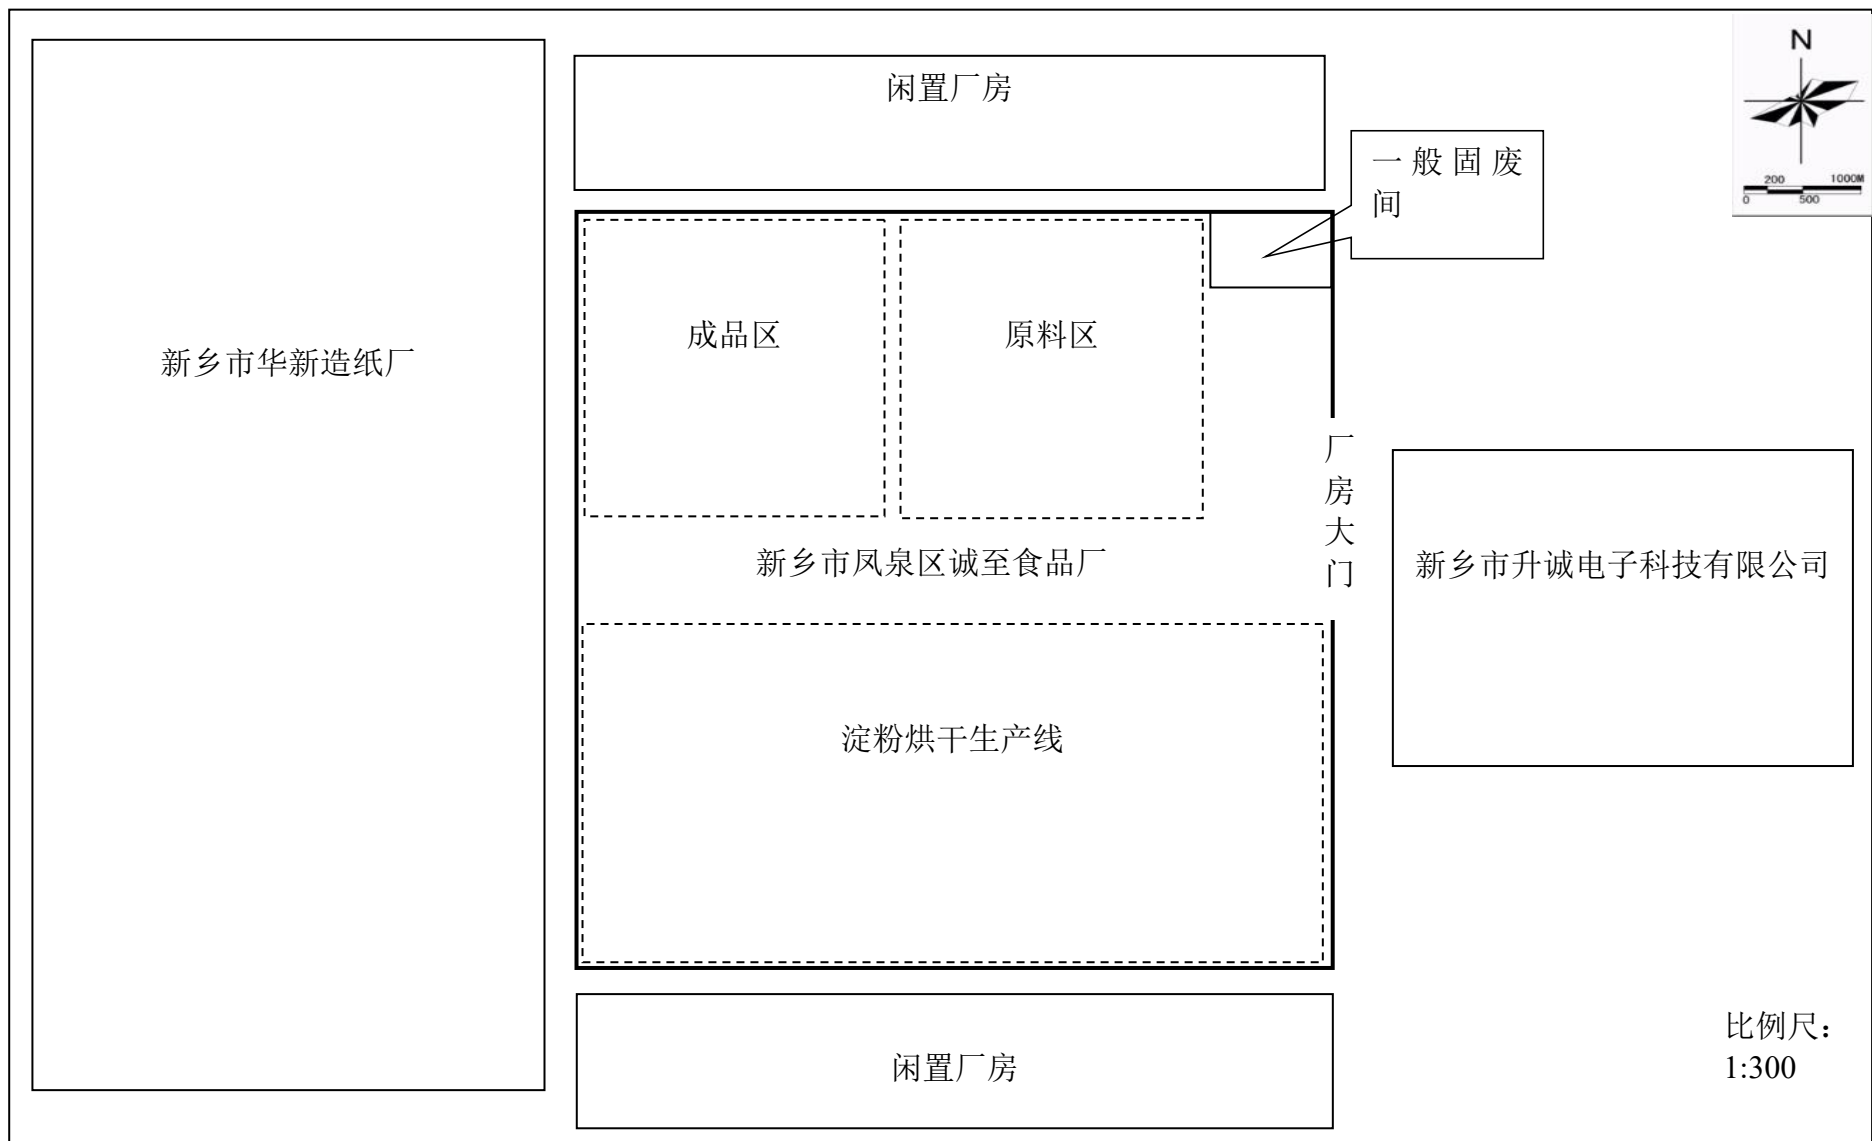 N
闲置厂房
一般固废
间
200 1000M
0 500
成品区
原料区
新乡市华新造纸厂
厂
房
大
门
新乡市凤泉区诚至食品厂
新乡市升诚电子科技有限公司
淀粉烘干生产线
闲置厂房
比例尺：
1:300